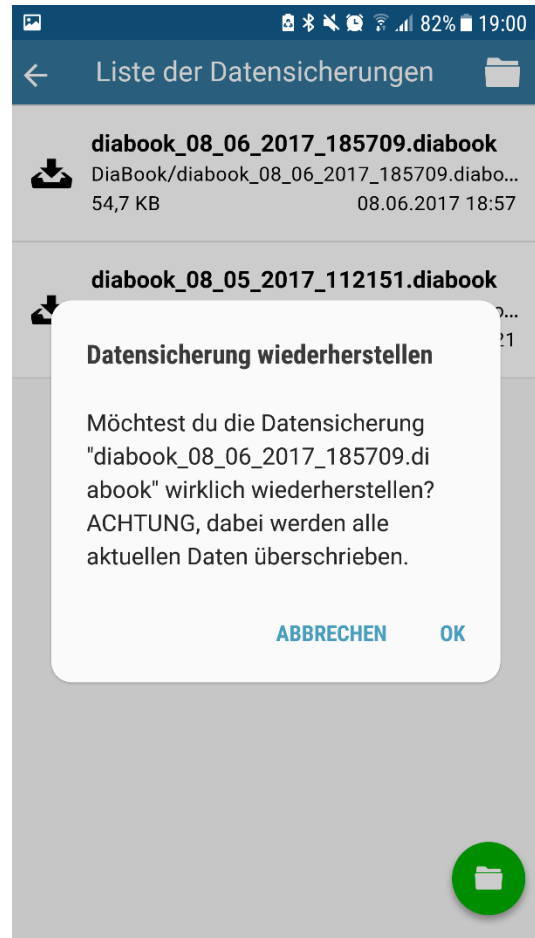 82% 19:00
Liste der Datensicherungen
diabook_08_06_2017_185709.diabook
DiaBook/diabook_08_06_2017_185709.diabo...
54,7 KB 08.06.2017 18:57
diabook_08_05_2017_112151.diabook
Datensicherung wiederherstellen
Möchtest du die Datensicherung
"diabook_08_06_2017_185709.di
abook" wirklich wiederherstellen?
ACHTUNG, dabei werden alle
aktuellen Daten überschrieben.
ABBRECHEN OK